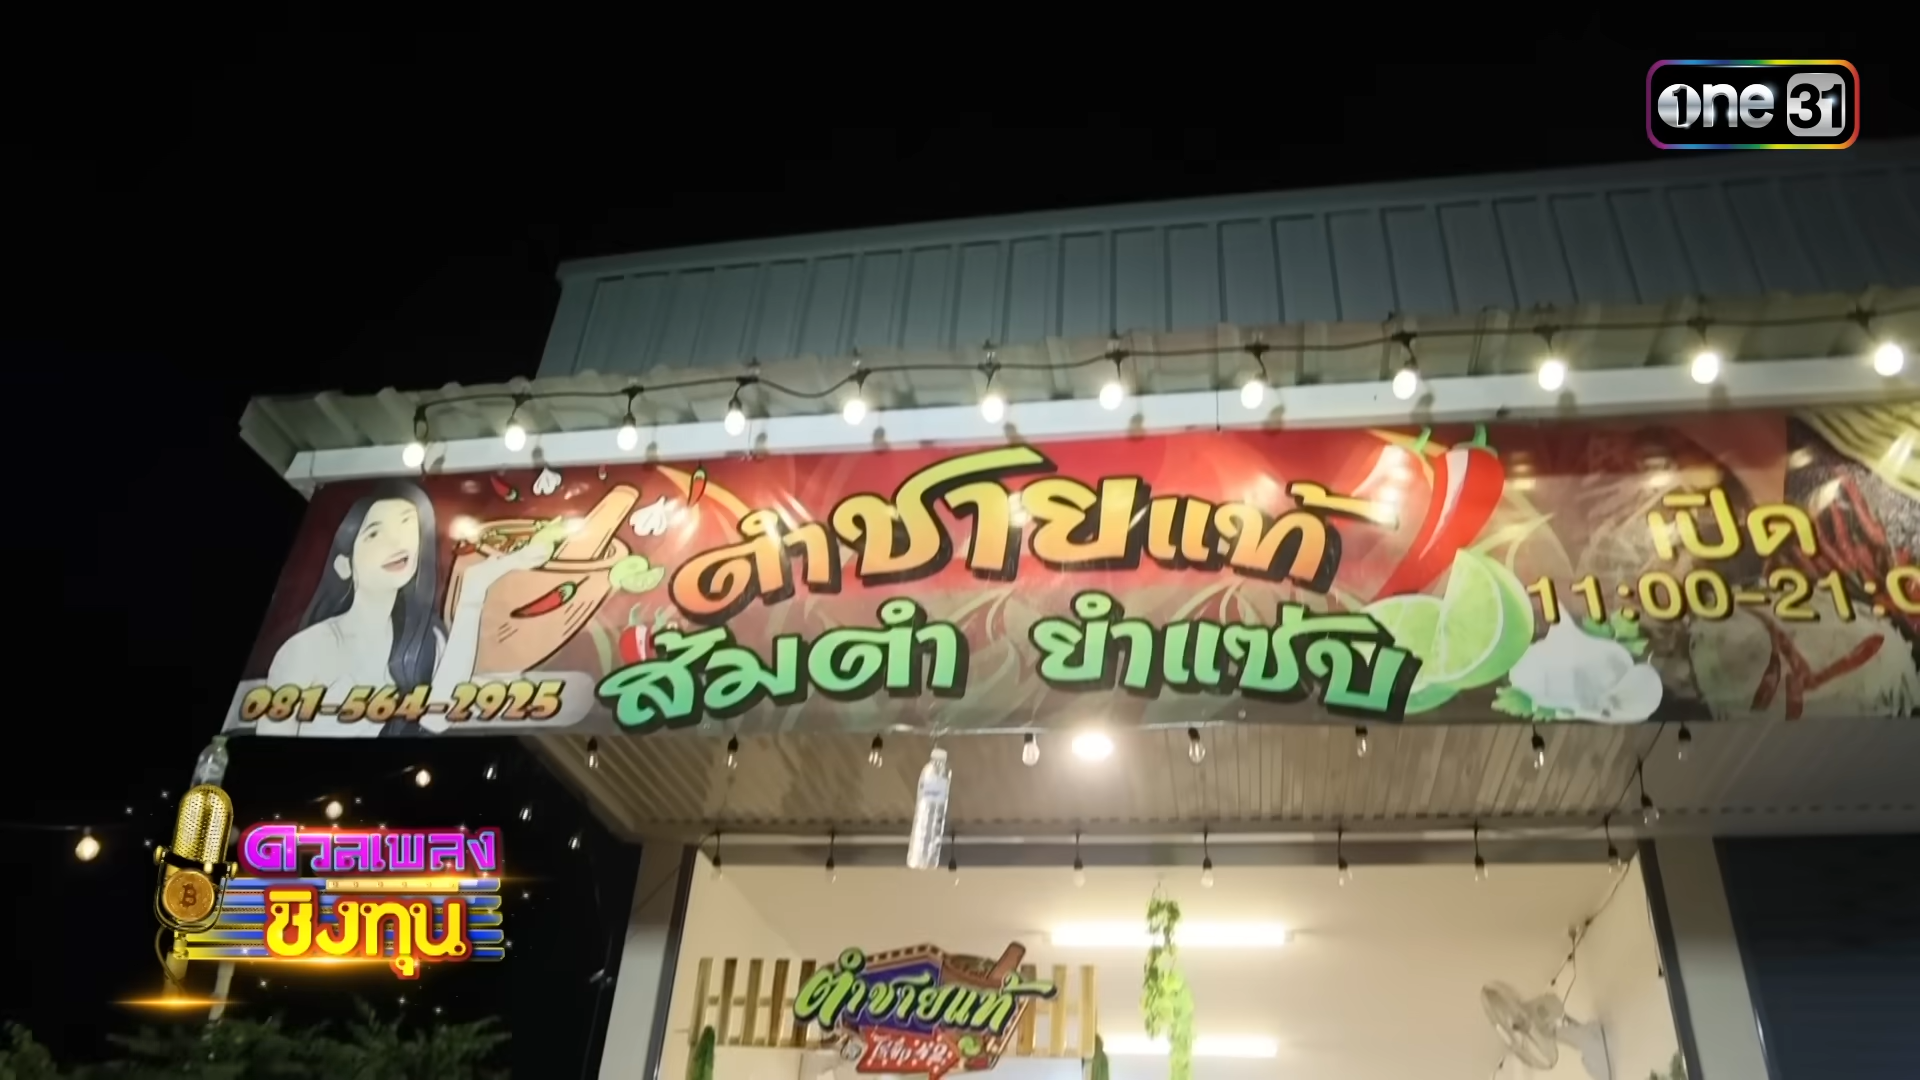 one 31
ตำชายแท้
ส้มตำ ยำแซ่บ
เปิด
11:00-21:0
081-564-2925
ดวลเพลง
ชิงทุน
ตำชายแท้